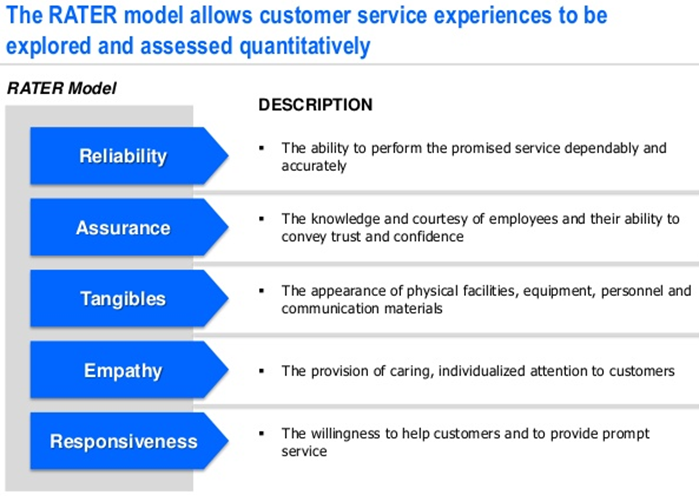 The RATER model allows customer service experiences to be
explored and assessed quantitatively
RATER Model
DESCRIPTION
Reliability
▪ The ability to perform the promised service dependably and
accurately
Assurance
▪ The knowledge and courtesy of employees and their ability to
convey trust and confidence
Tangibles
▪ The appearance of physical facilities, equipment, personnel and
communication materials
Empathy
▪ The provision of caring, individualized attention to customers
Responsiveness
▪ The willingness to help customers and to provide prompt
service